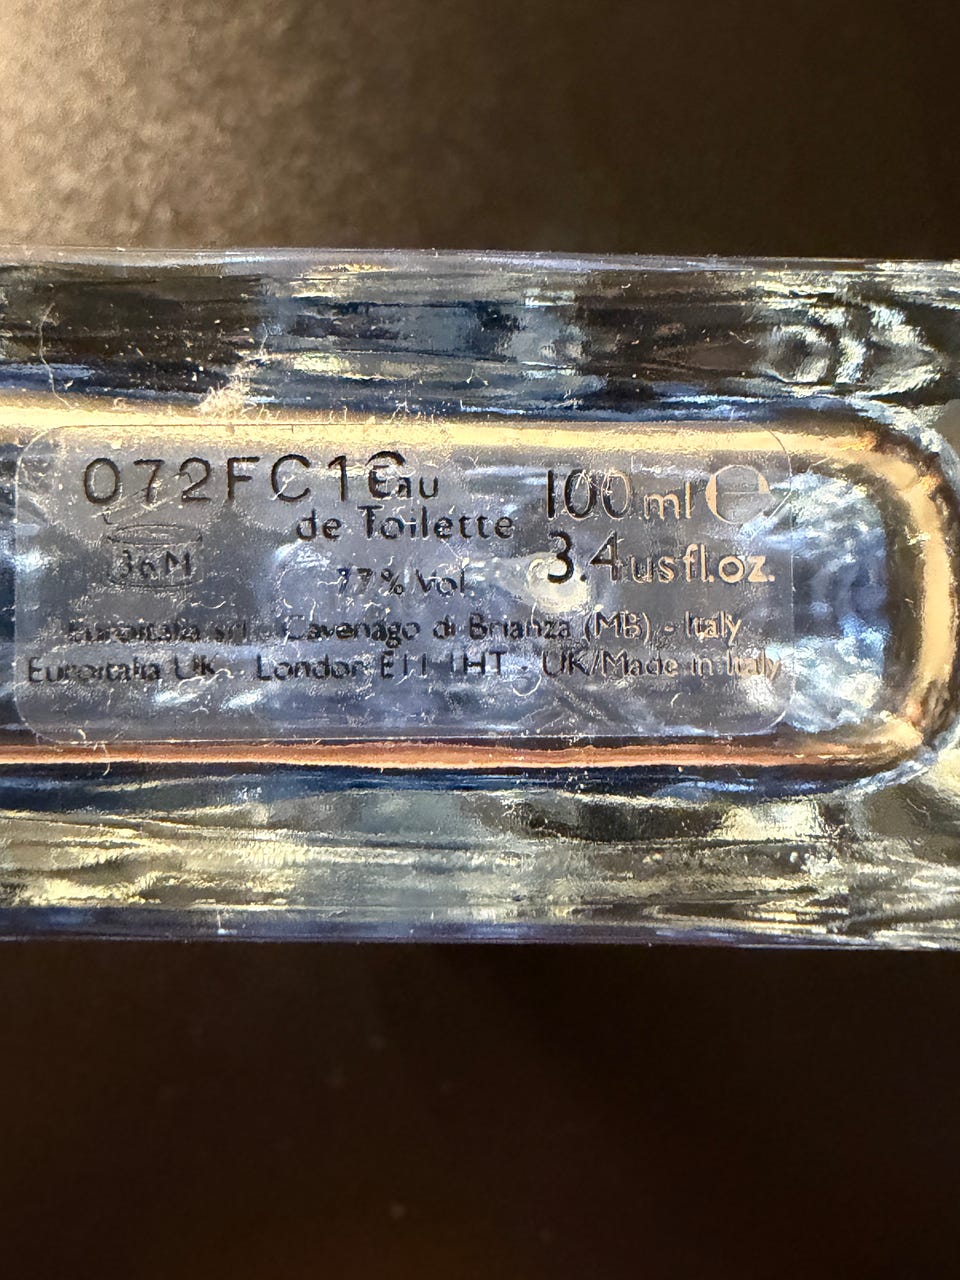 072FC1 Eau
de Toilette
100 ml e
3.4 us fl.oz.
36M
77% Vol.
Euroitalia srl - Cavenago di Brianza (MB) - Italy
Euroitalia UK - London E11 1HT - UK/Made in Italy